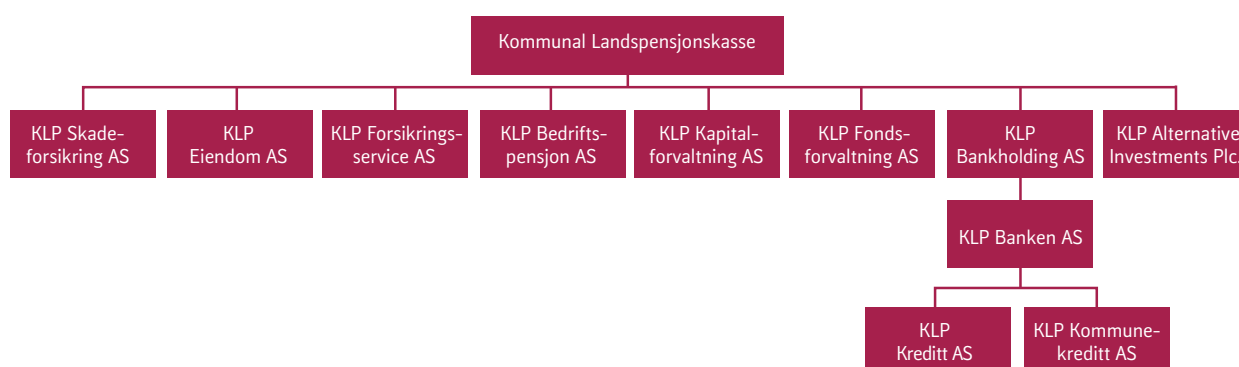 Kommunal Landspensjonskasse
KLP Skade-
forsikring AS
KLP
Eiendom AS
KLP Forsikrings-
service AS
KLP Bedrifts-
pensjon AS
KLP Kapital-
forvaltning AS
KLP Fonds-
forvaltning AS
KLP
Bankholding AS
KLP Alternative
Investments Plc.
KLP Banken AS
KLP
Kreditt AS
KLP Kommune-
kreditt AS